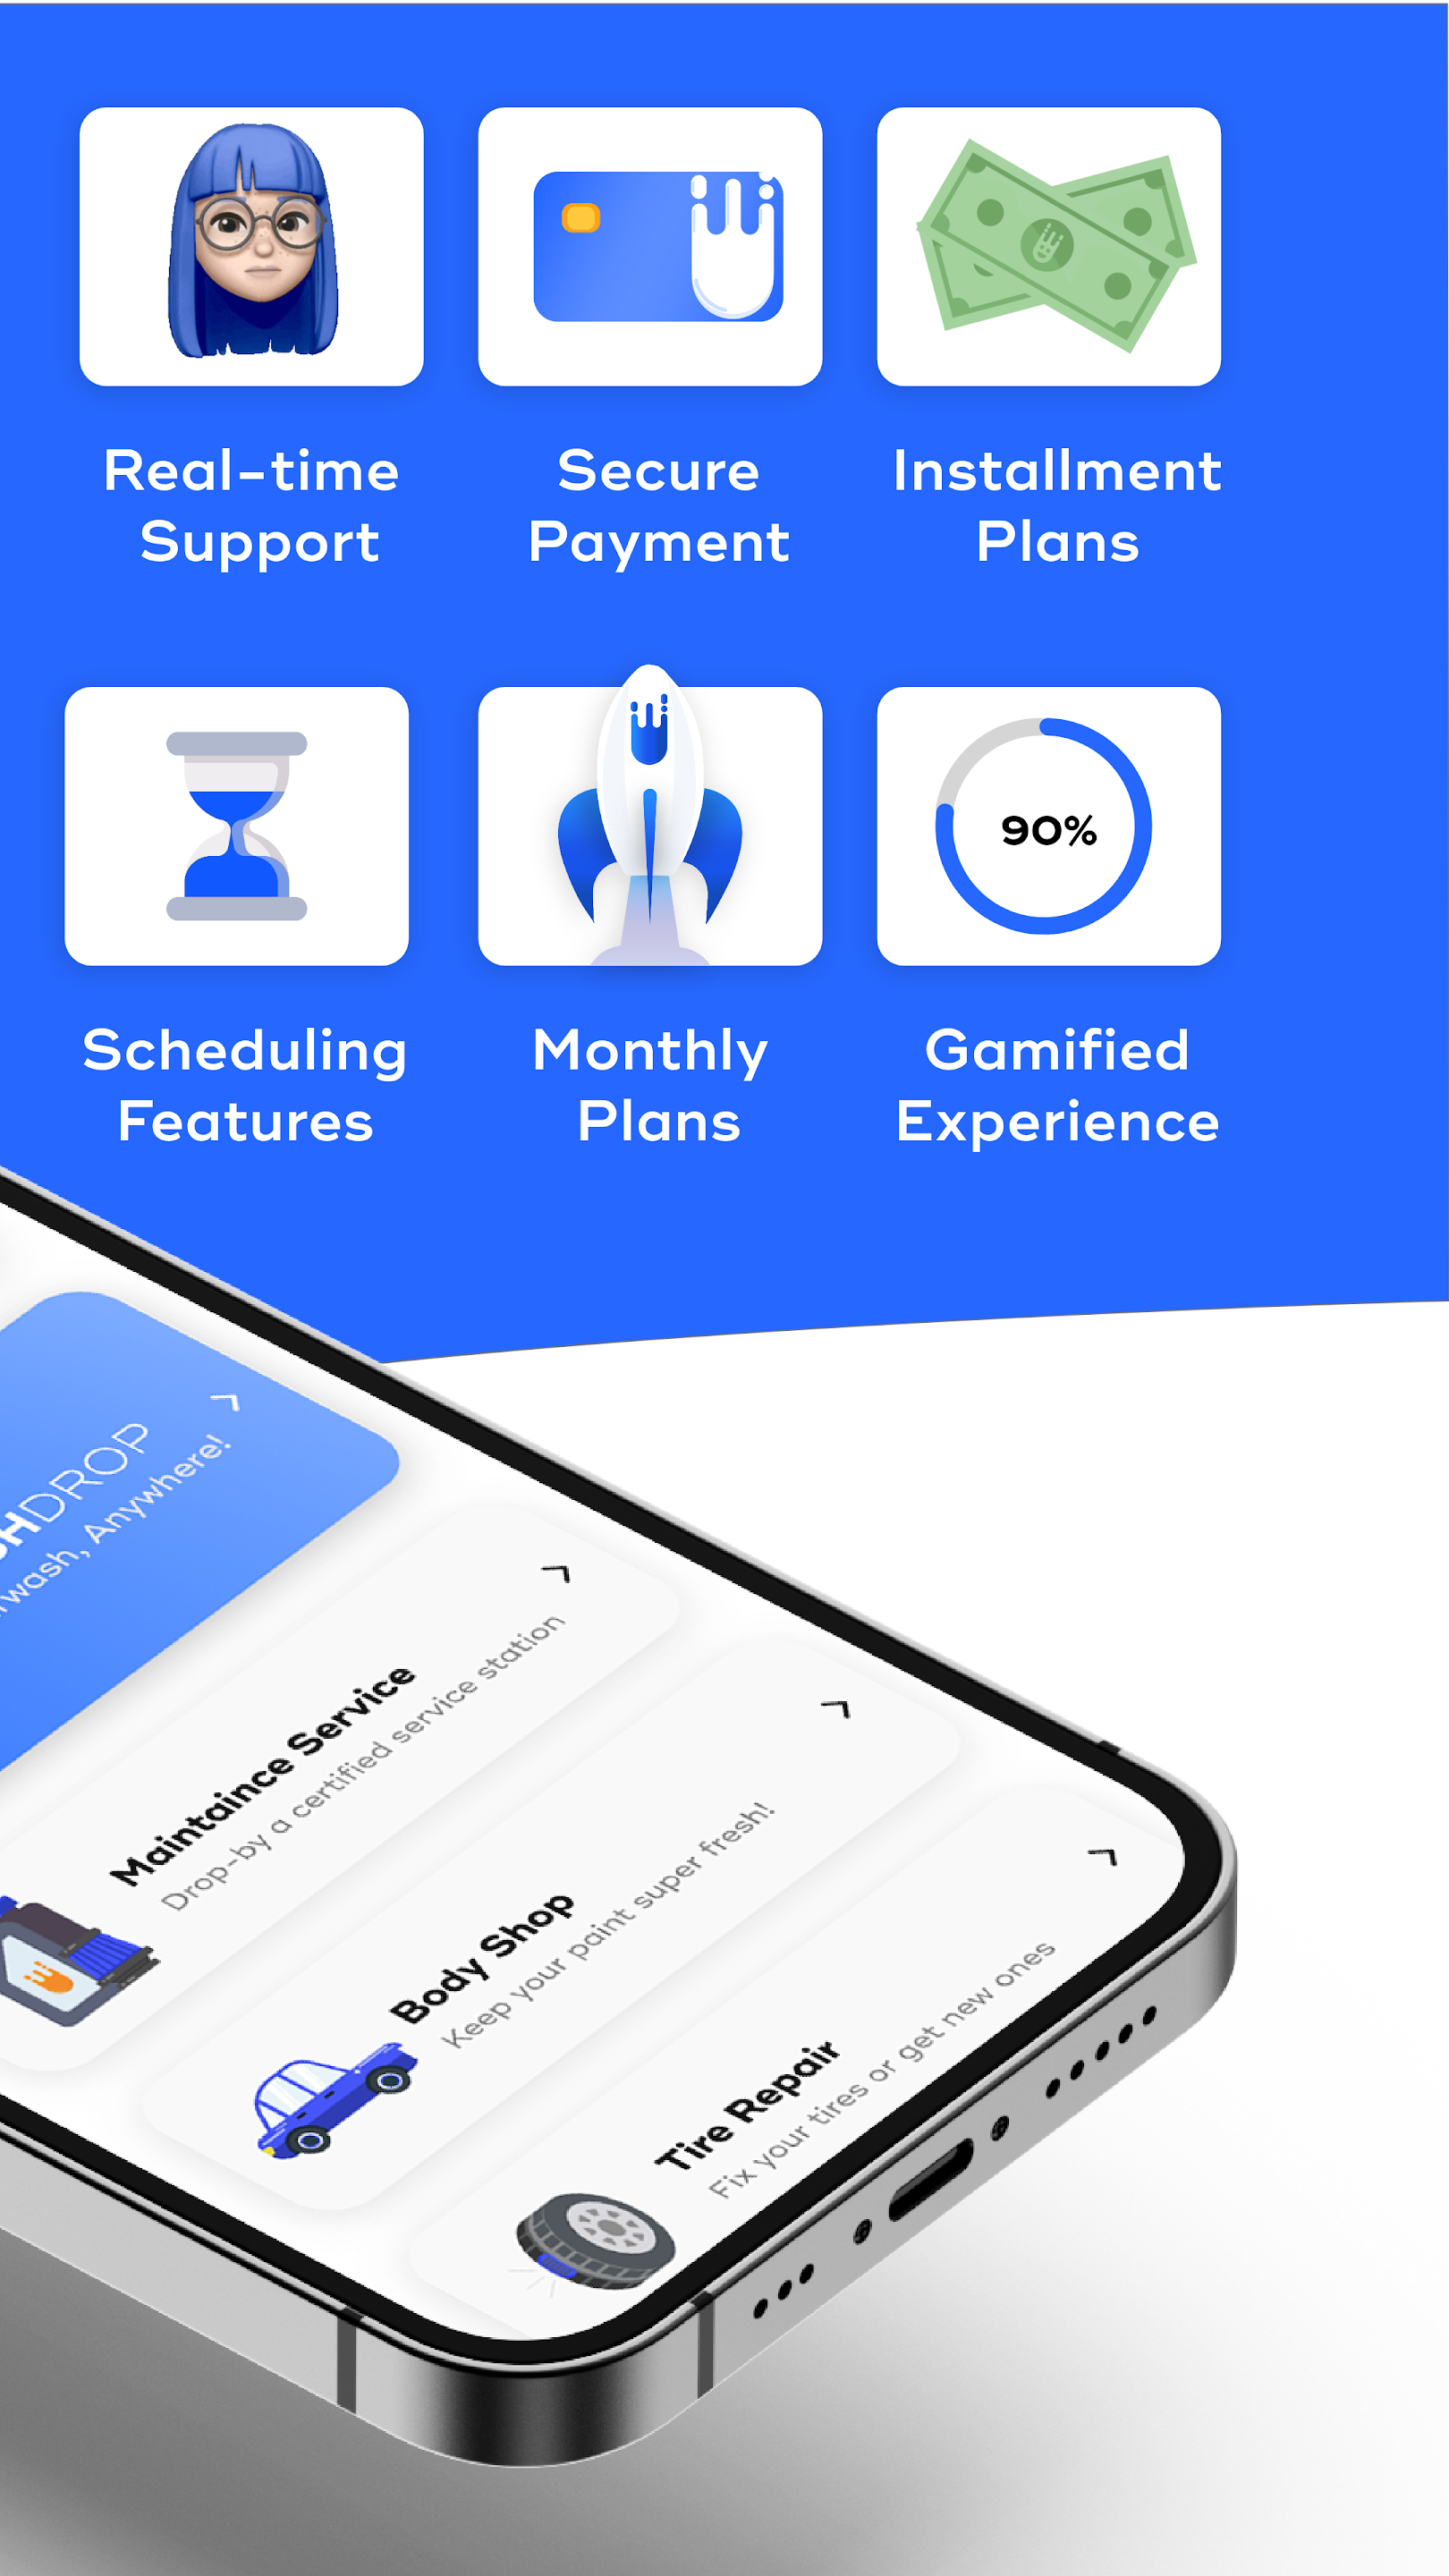 Real-time
Support
Secure
Payment
Installment
Plans
90%
Scheduling
Features
Monthly
Plans
Gamified
Experience
DROP
Anywhere!
Maintaince Service
Drop-by a certified service station
Body Shop
Keep your paint super fresh!
Tire Repair
Fix your tires or get new ones